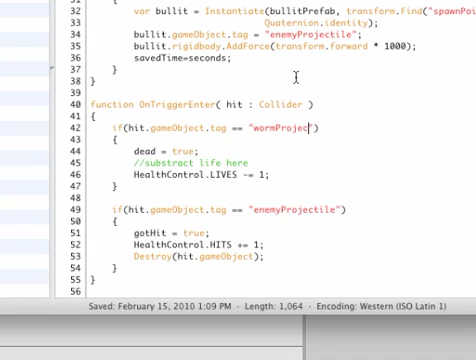 31 {
32 var bullit = Instantiate(bullitPrefab, transform.Find("spawnPoi
33 Quaternion.identity);
34 bullit.gameObject.tag = "enemyProjectile";
35 bullit.rigidbody.AddForce(transform.forward * 1000);
36 savedTime=seconds;
37 }
38 }
39
40 function OnTriggerEnter( hit : Collider )
41 {
42 if(hit.gameObject.tag == "wormProjec")
43 {
44 dead = true;
45 //substract life here
46 HealthControl.LIVES -= 1;
47 }
48
49 if(hit.gameObject.tag == "enemyProjectile")
50 {
51 gotHit = true;
52 HealthControl.HITS += 1;
53 Destroy(hit.gameObject);
54 }
55 }
56
Saved: February 15, 2010 1:09 PM · Length: 1,064 · Encoding: Western (ISO Latin 1)